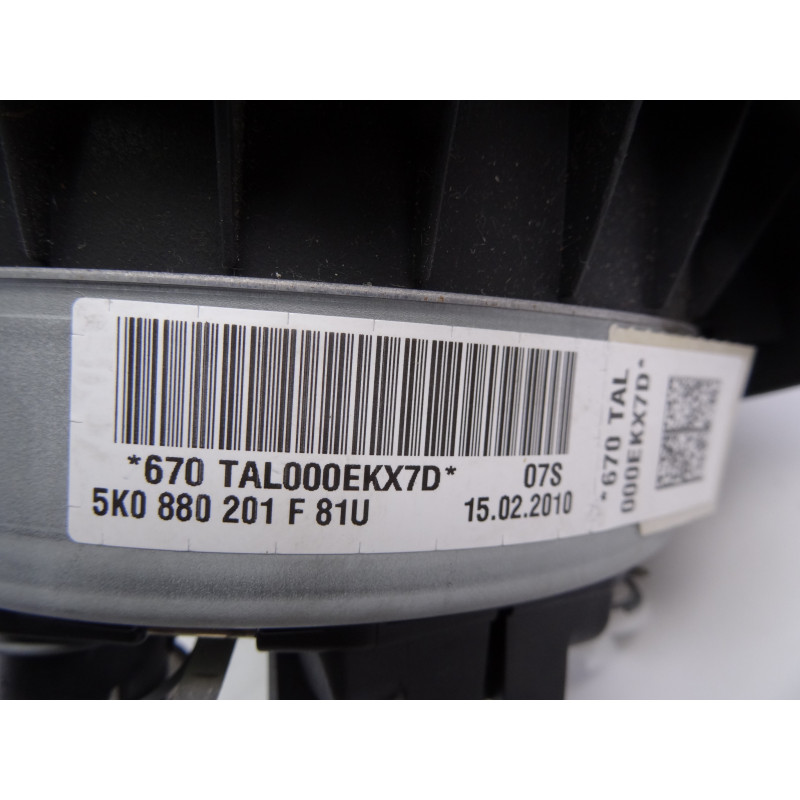 *670 TAL000EKX7D* 07S
5K0 880 201 F 81U 15.02.2010
*670 TAL
000EKX7D*